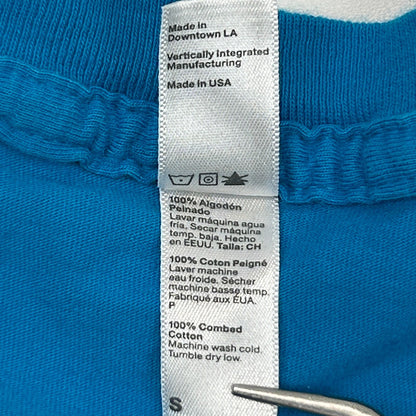 Made in
Downtown LA
Vertically Integrated
Manufacturing
Made in USA
100% Algodón
Peinado
Lavar máquina agua
fría, Secar máquina
temp. baja. Hecho
en EEUU. Talla: CH
100% Coton Peigné
Laver machine
eau froide. Sécher
machine basse temp.
Fabriqué aux ÉUA.
P
100% Combed
Cotton
Machine wash cold.
Tumble dry low.
S